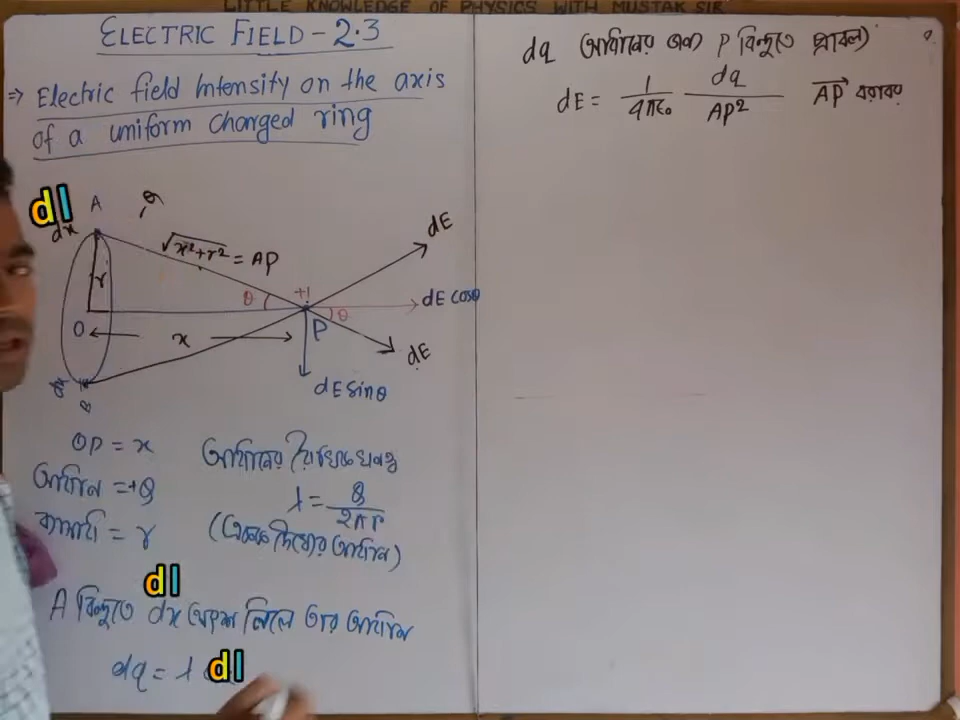 LITTLE KNOWLEDGE OF PHYSICS WITH MUSTAK SIR
ELECTRIC FIELD - 2.3
⇒ Electric field Intensity on the axis
of a uniform charged ring
dl
A
dx
r
√x²+r² = AP
θ
+1
θ
dE
dE cosθ
dE
O
x
P
dE sinθ
B
OP = x
আধান = +Q
ব্যাসার্ধ = r
আধানের রৈখিক ঘনত্ব
λ = Q / 2πr
(একক দৈর্ঘ্যের আধান)
dl
A বিন্দুতে dx অংশ নিলে তার আধান
dq = λ dl
dq আধানের জন্য P বিন্দুতে প্রাবল্য
dE = 1/4πε₀ dq/AP² AP→ বরাবর